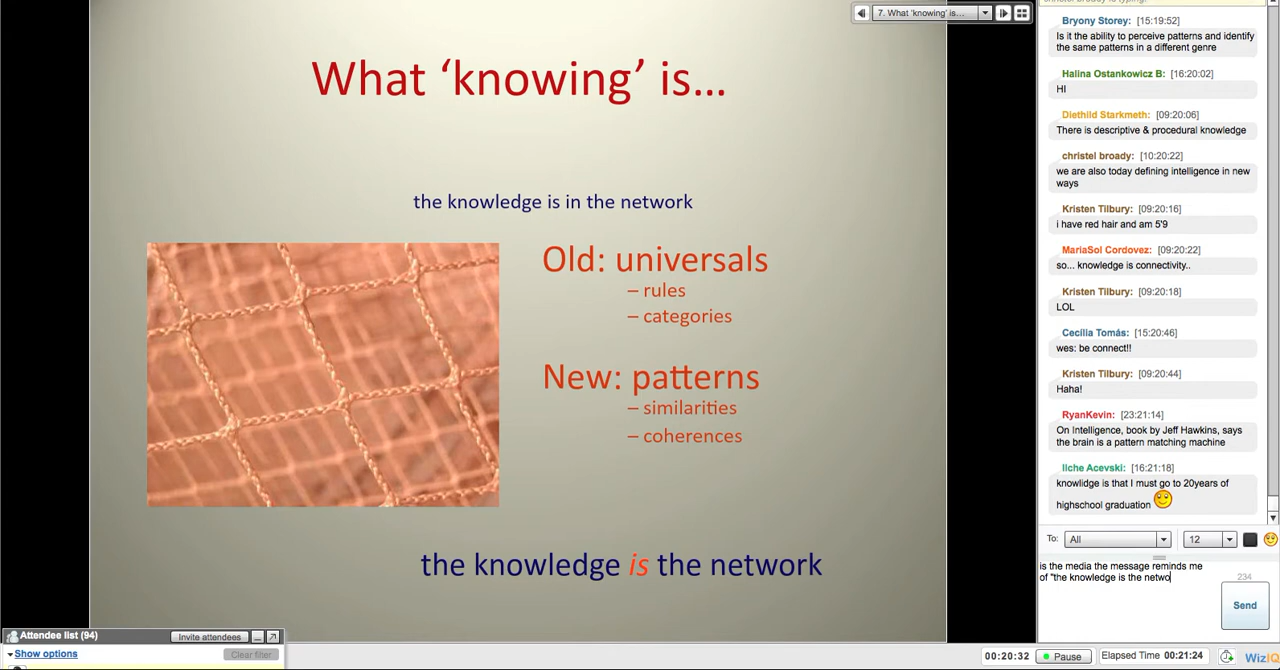 7. What 'knowing' is...
What ‘knowing’ is…
the knowledge is in the network
Old: universals
– rules
– categories
New: patterns
– similarities
– coherences
the knowledge is the network
Attendee list (94)
Invite attendees
Show options
Clear filter
Bryony Storey: [15:19:52]
Is it the ability to perceive patterns and identify
the same patterns in a different genre
Halina Ostankowicz B: [16:20:02]
HI
Diethild Starkmeth: [09:20:06]
There is descriptive & procedural knowledge
christel broady: [10:20:22]
we are also today defining intelligence in new
ways
Kristen Tilbury: [09:20:16]
i have red hair and am 5'9
MariaSol Cordovez: [09:20:22]
so... knowledge is connectivity..
Kristen Tilbury: [09:20:18]
LOL
Cecília Tomás: [15:20:46]
wes: be connect!!
Kristen Tilbury: [09:20:44]
Haha!
RyanKevin: [23:21:14]
On Intelligence, book by Jeff Hawkins, says
the brain is a pattern matching machine
Ilche Acevski: [16:21:18]
knowlidge is that I must go to 20years of
highschool graduation
To: All 12
is the media the message reminds me
of "the knowledge is the netwo
234
Send
00:20:32 Pause Elapsed Time 00:21:24 WizIQ